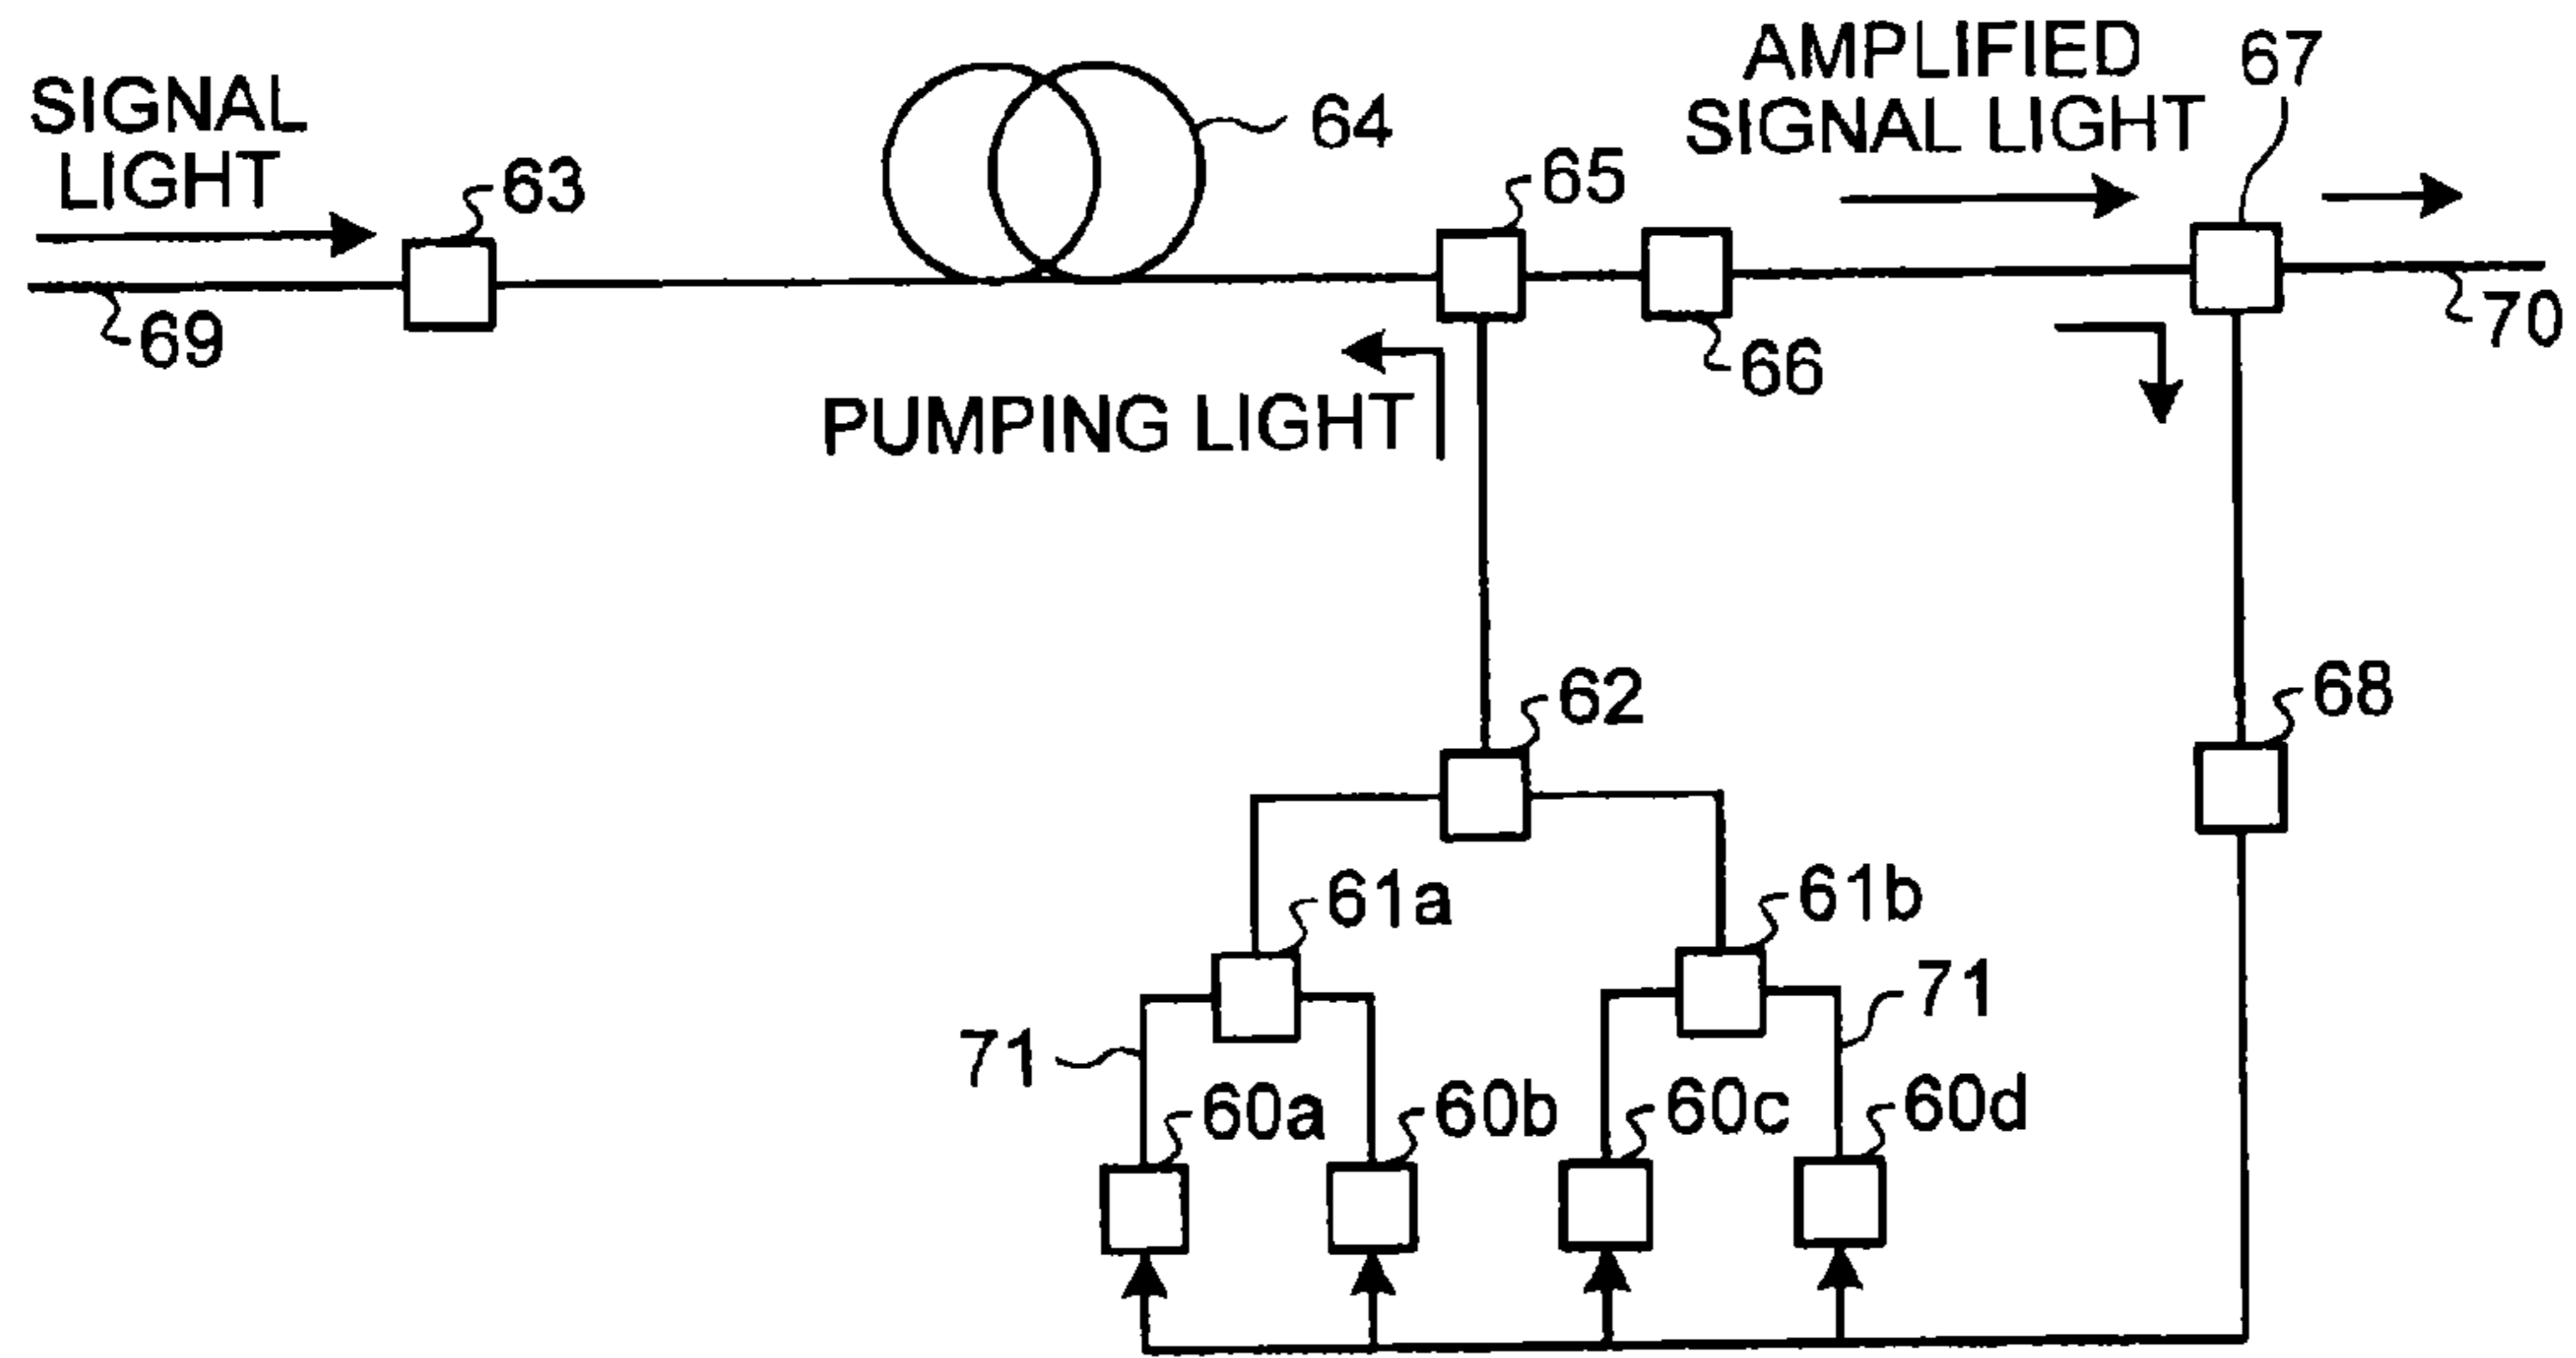 AMPLIFIED
SIGNAL LIGHT
67
SIGNAL
LIGHT
63
64
65
69
66
70
PUMPING LIGHT
62
68
61a
61b
71
71
60a
60b
60c
60d